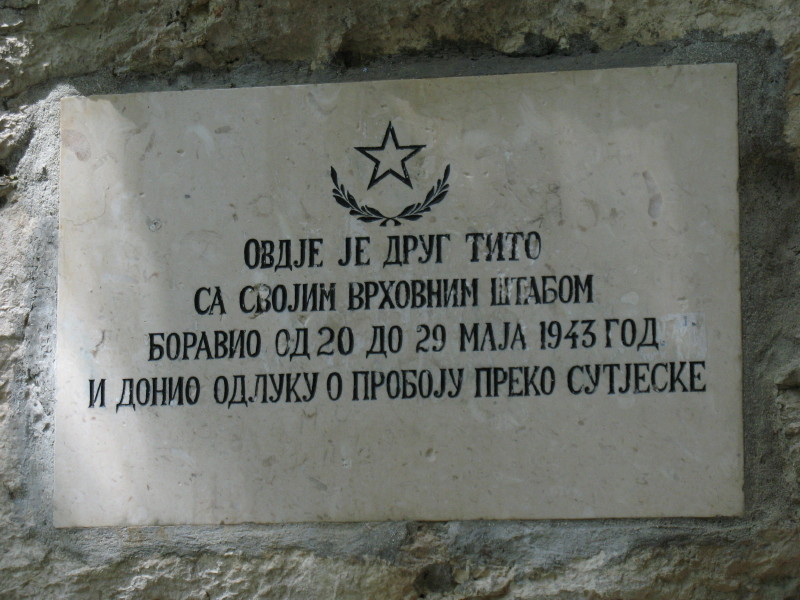 ОВДЈЕ ЈЕ ДРУГ ТИТО
СА СВОЈИМ ВРХОВНИМ ШТАБОМ
БОРАВИО ОД 20 ДО 29 МАЈА 1943 ГОД
И ДОНИО ОДЛУКУ О ПРОБОЈУ ПРЕКО СУТЈЕСКЕ